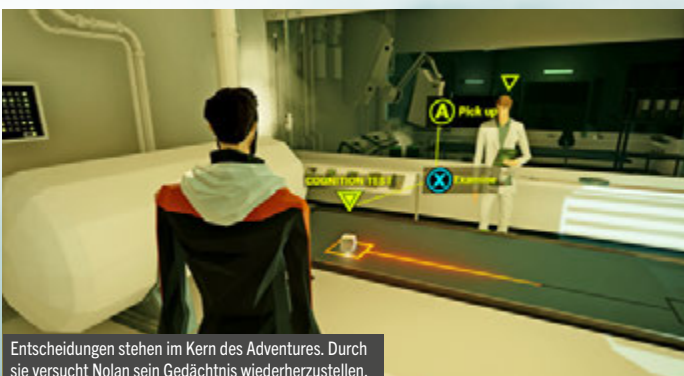 A Pick up
COGNITION TEST
X Examine
Entscheidungen stehen im Kern des Adventures. Durch
sie versucht Nolan sein Gedächtnis wiederherzustellen.